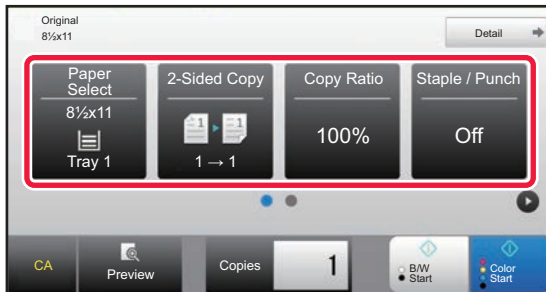 Original
8½x11
Detail
Paper Select
8½x11
Tray 1
2-Sided Copy
1 → 1
Copy Ratio
100%
Staple / Punch
Off
CA
Preview
Copies
1
B/W Start
Color Start